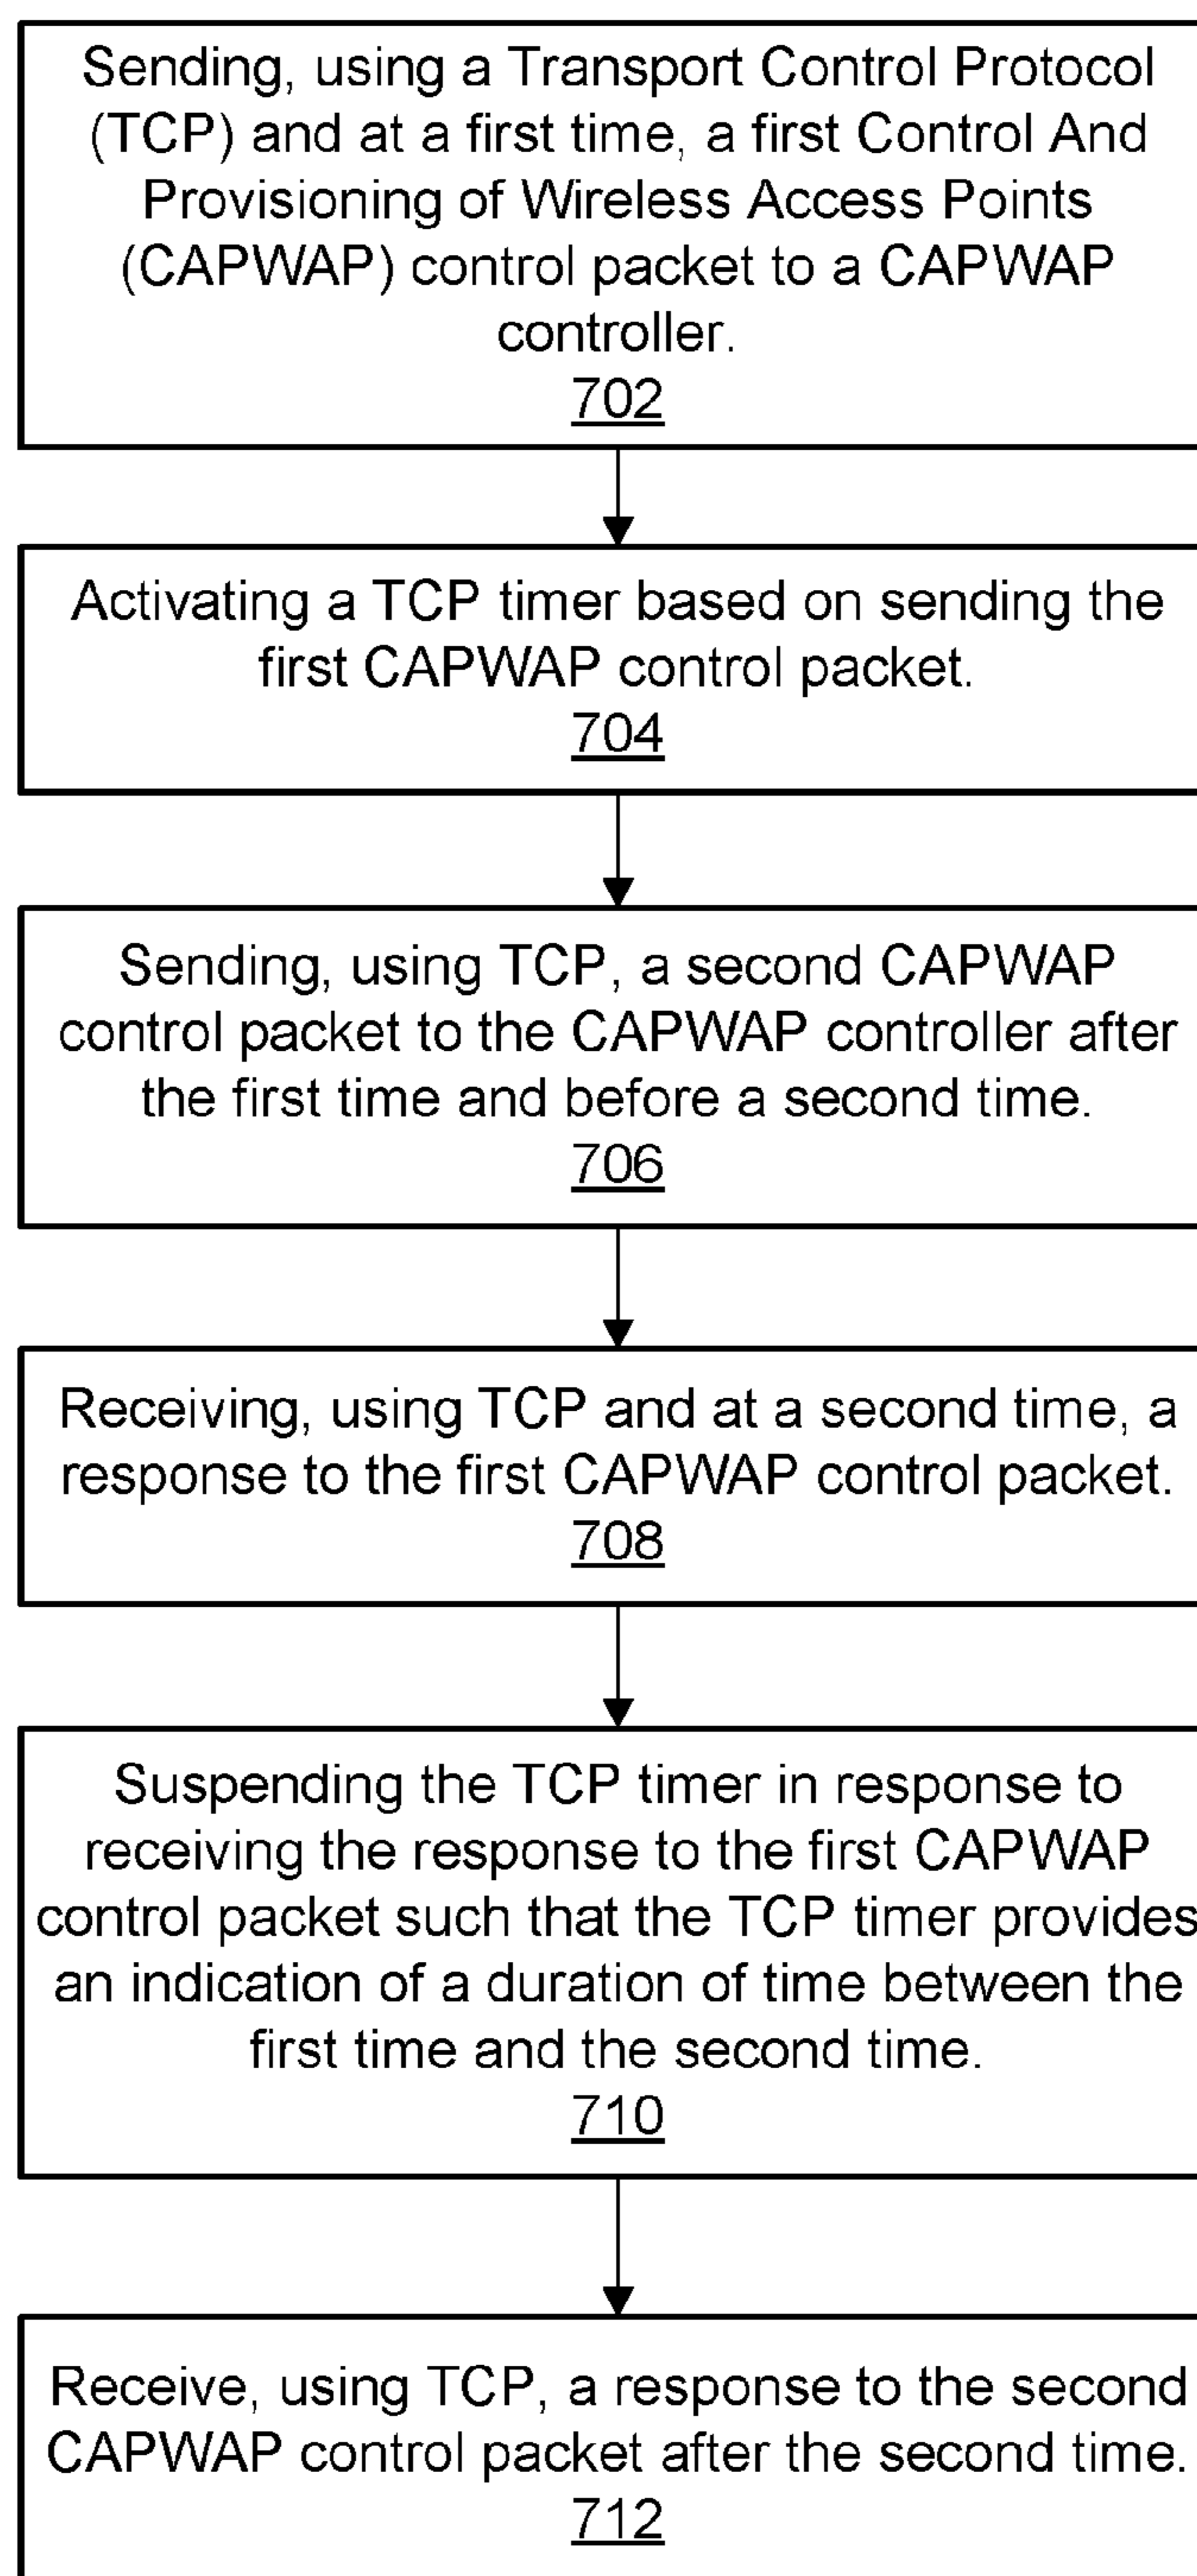 Sending, using a Transport Control Protocol
(TCP) and at a first time, a first Control And
Provisioning of Wireless Access Points
(CAPWAP) control packet to a CAPWAP
controller.
702
Activating a TCP timer based on sending the
first CAPWAP control packet.
704
Sending, using TCP, a second CAPWAP
control packet to the CAPWAP controller after
the first time and before a second time.
706
Receiving, using TCP and at a second time, a
response to the first CAPWAP control packet.
708
Suspending the TCP timer in response to
receiving the response to the first CAPWAP
control packet such that the TCP timer provides
an indication of a duration of time between the
first time and the second time.
710
Receive, using TCP, a response to the second
CAPWAP control packet after the second time.
712